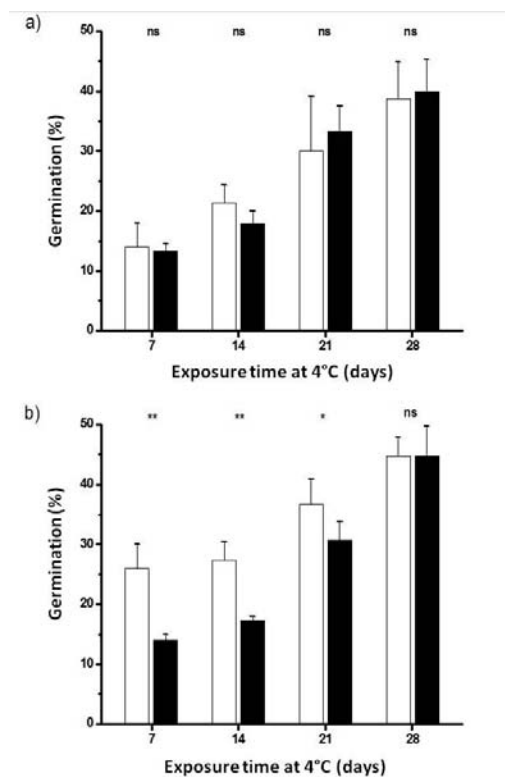 a)
ns ns ns ns
50
40
30
20
10
0
Germination (%)
7 14 21 28
Exposure time at 4°C (days)
b)
** ** * ns
50
40
30
20
10
0
Germination (%)
7 14 21 28
Exposure time at 4°C (days)